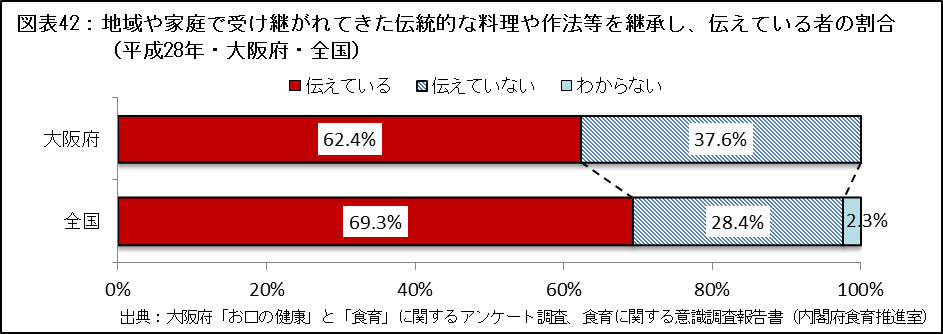 図表42：地域や家庭で受け継がれてきた伝統的な料理や作法等を継承し、伝えている者の割合
（平成28年・大阪府・全国）
伝えている 伝えていない わからない
大阪府 62.4% 37.6%
全国 69.3% 28.4% 2.3%
0% 20% 40% 60% 80% 100%
出典：大阪府「お口の健康」と「食育」に関するアンケート調査、食育に関する意識調査報告書（内閣府食育推進室）